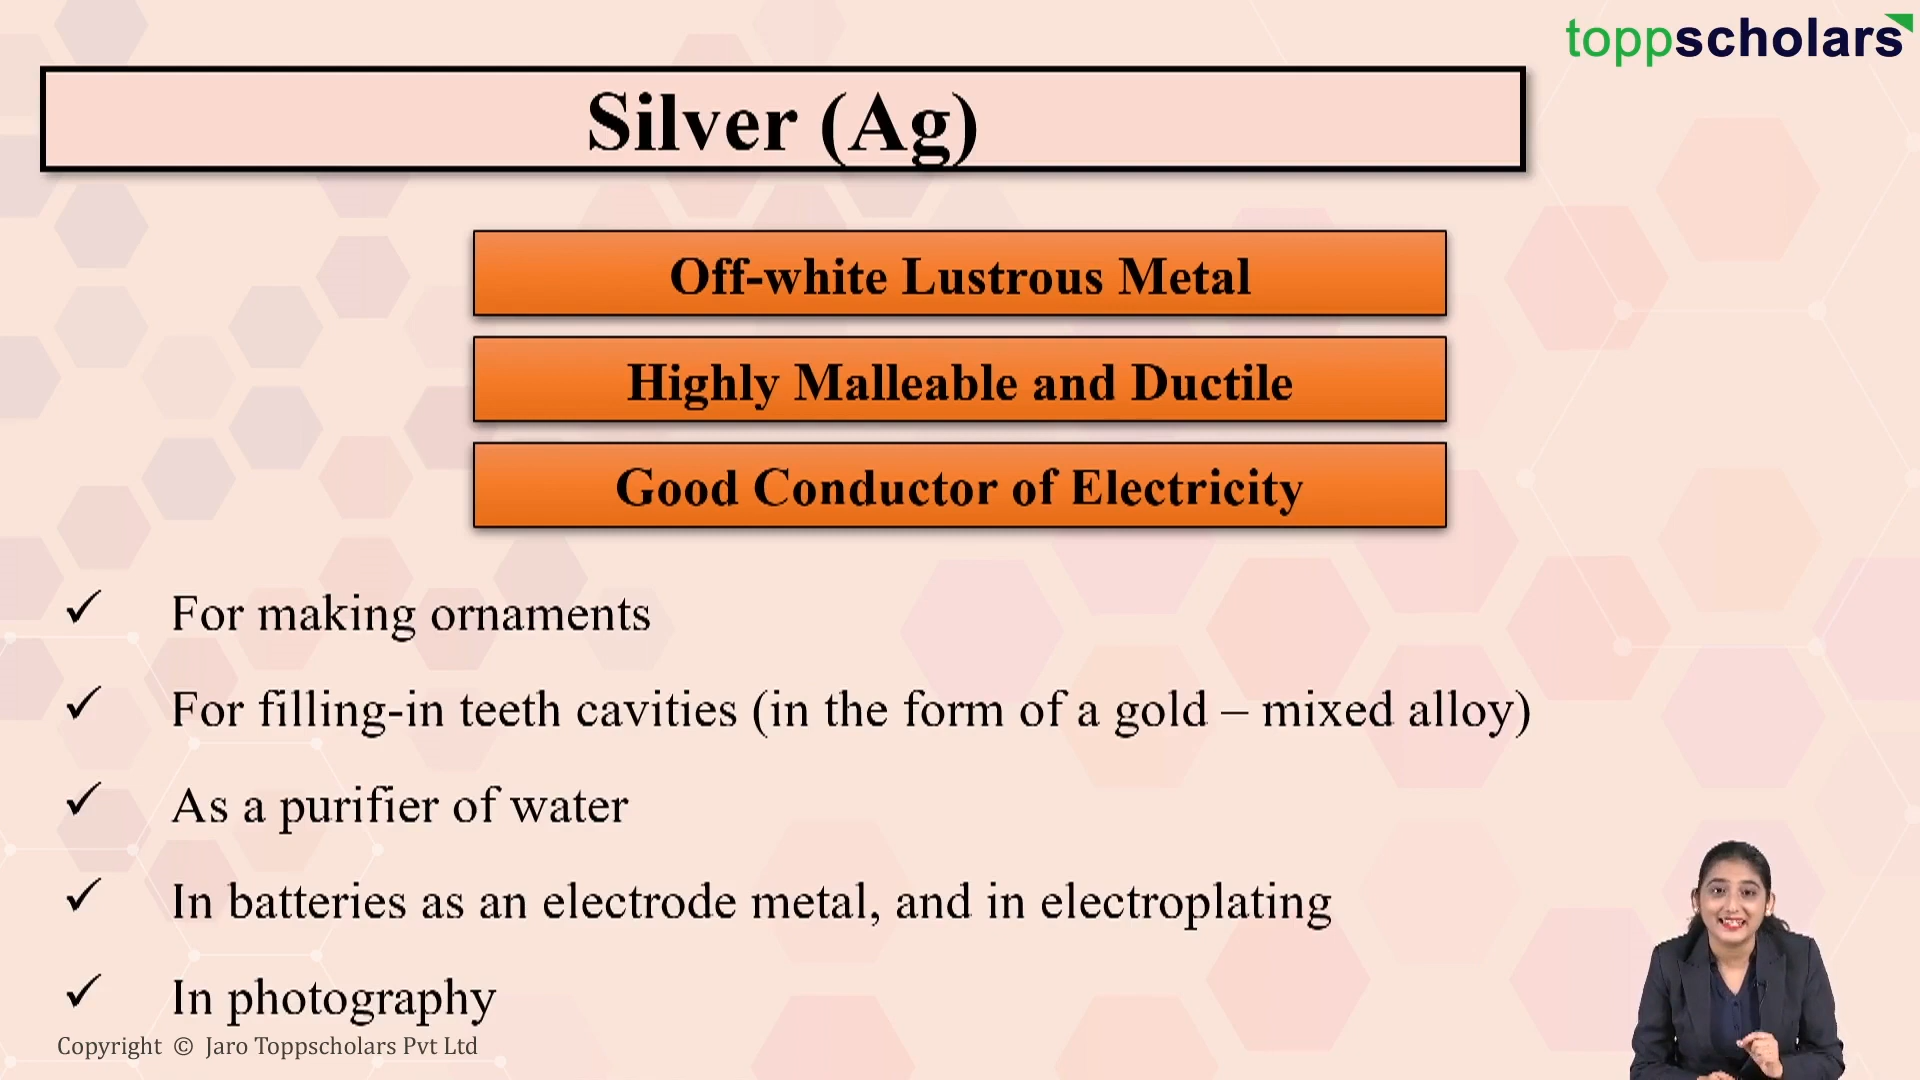 toppscholars
Silver (Ag)
Off-white Lustrous Metal
Highly Malleable and Ductile
Good Conductor of Electricity
✓ For making ornaments
✓ For filling-in teeth cavities (in the form of a gold – mixed alloy)
✓ As a purifier of water
✓ In batteries as an electrode metal, and in electroplating
✓ In photography
Copyright © Jaro Toppscholars Pvt Ltd